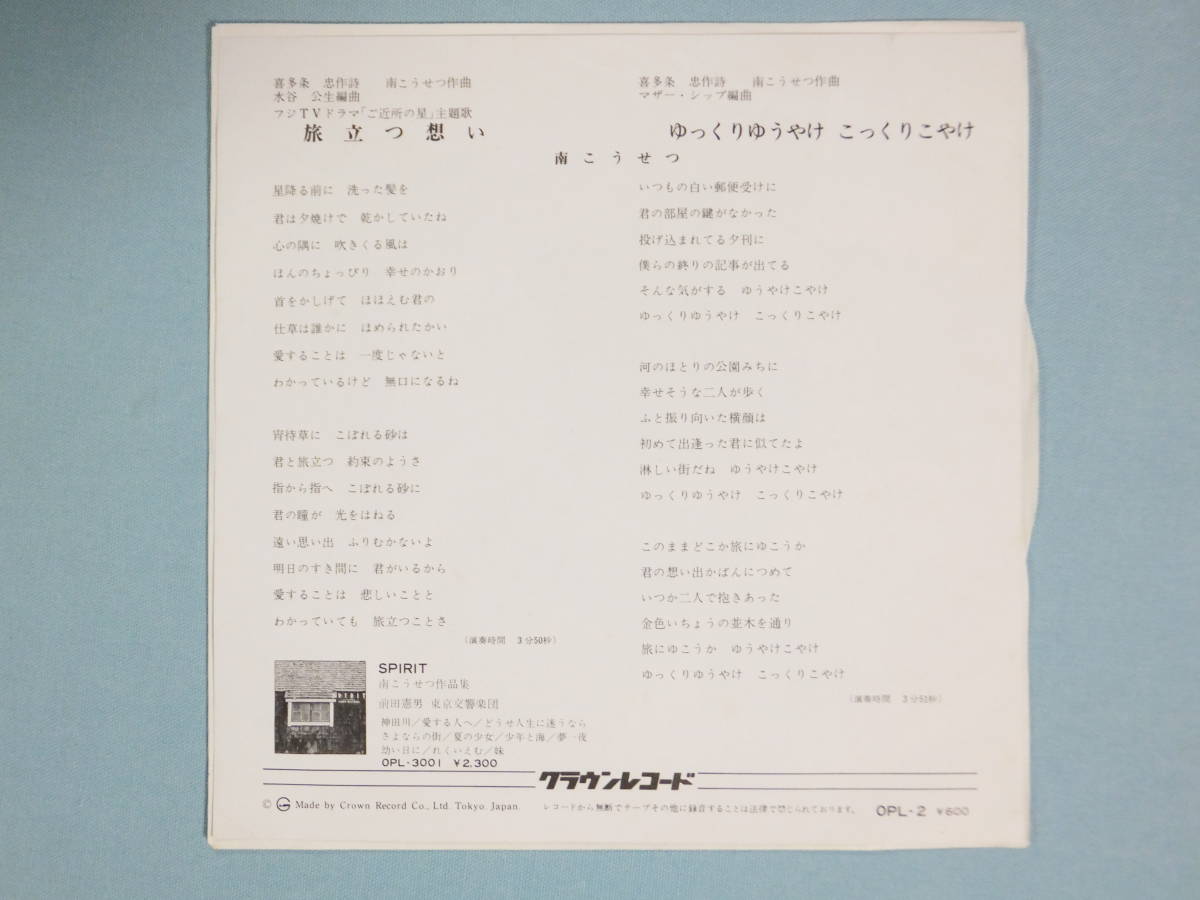 喜多条　忠作詩　　南こうせつ作曲
水谷　公生編曲
フジTVドラマ「ご近所の星」主題歌
旅立つ想い
喜多条　忠作詩　　南こうせつ作曲
マザー・シップ編曲
ゆっくりゆうやけ こっくりこやけ
南こうせつ
星降る前に　洗った髪を
君は夕焼けで　乾かしていたね
心の隅に　吹きくる風は
ほんのちょっぴり　幸せのかおり
首をかしげて　ほほえむ君の
仕草は誰かに　ほめられたかい
愛することは　一度じゃないと
わかっているけど　無口になるね
宵待草に　こぼれる砂は
君と旅立つ　約束のようさ
指から指へ　こぼれる砂に
君の瞳が　光をはねる
遠い思い出　ふりむかないよ
明日のすき間に　君がいるから
愛することは　悲しいことと
わかっていても　旅立つことさ
（演奏時間　3分50秒）
いつもの白い郵便受けに
君の部屋の鍵がなかった
投げ込まれてる夕刊に
僕らの終りの記事が出てる
そんな気がする　ゆうやけこやけ
ゆっくりゆうやけ　こっくりこやけ
河のほとりの公園みちに
幸せそうな二人が歩く
ふと振り向いた横顔は
初めて出逢った君に似てたよ
淋しい街だね　ゆうやけこやけ
ゆっくりゆうやけ　こっくりこやけ
このままどこか旅にゆこうか
君の想い出かばんにつめて
いつか二人で抱きあった
金色いちょうの並木を通り
旅にゆこうか　ゆうやけこやけ
ゆっくりゆうやけ　こっくりこやけ
（演奏時間　3分52秒）
SPIRIT
南こうせつ作品集
前田憲男　東京交響楽団
神田川／愛する人へ／どうせ人生に迷うなら
さよならの街／夏の少女／少年と海／夢一夜
幼い日に／れくいえむ／妹
OPL-3001　¥2,300
クラウンレコード
© Made by Crown Record Co., Ltd. Tokyo. Japan.　レコードから無断でテープその他に録音することは法律で禁じられております。　OPL-2　¥600